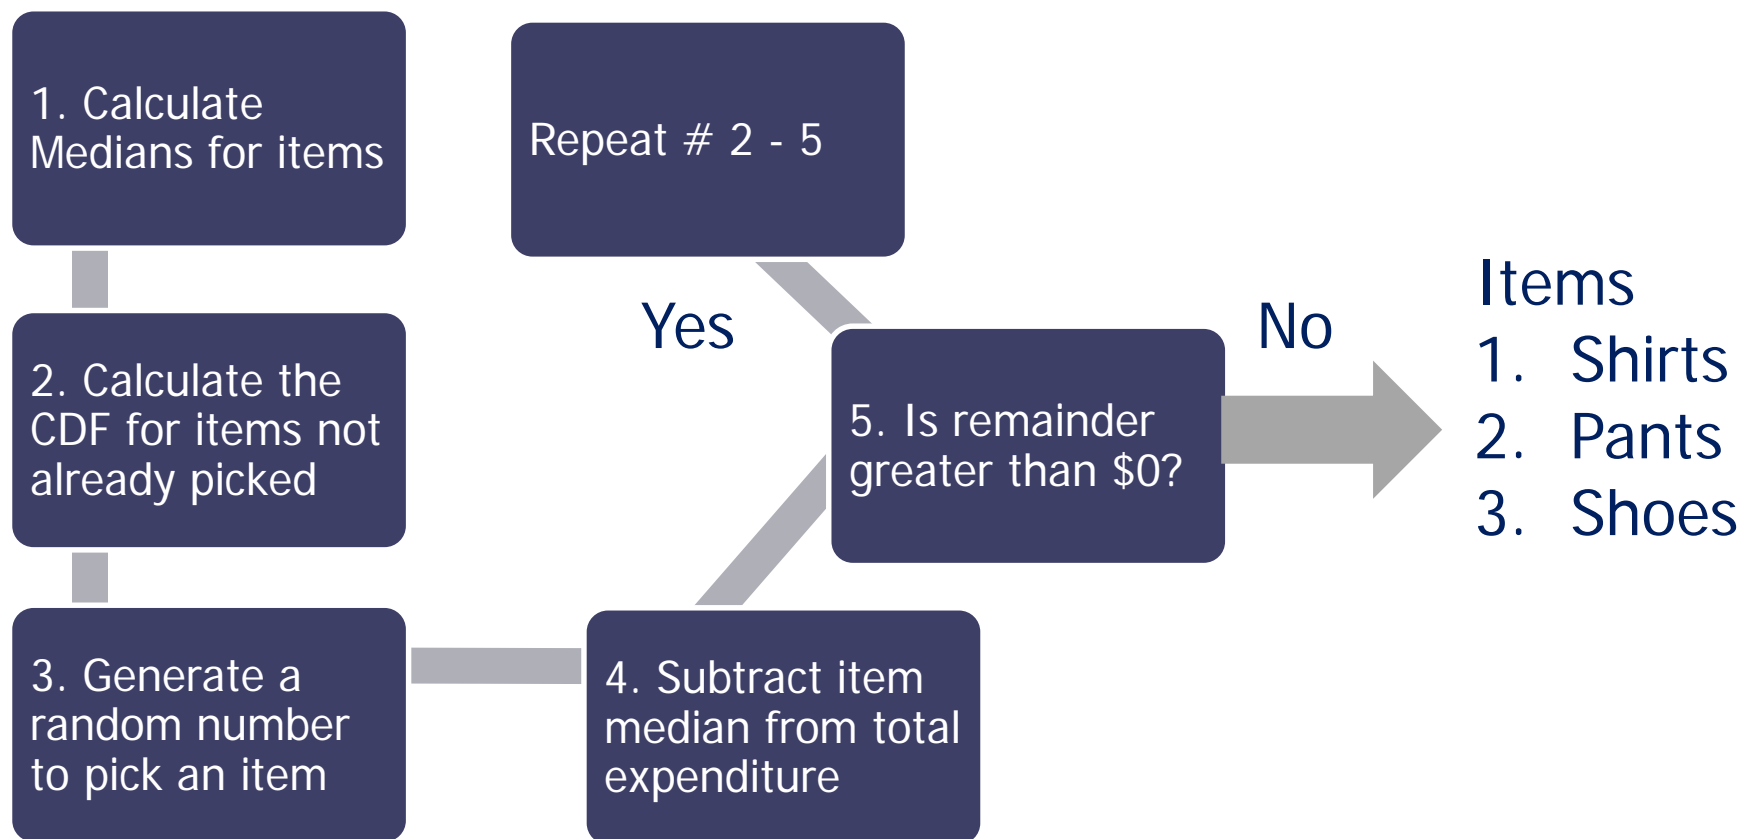 1. Calculate
Medians for items
2. Calculate the
CDF for items not
already picked
3. Generate a
random number
to pick an item
4. Subtract item
median from total
expenditure
5. Is remainder
greater than $0?
Yes
Repeat # 2 - 5
No
Items
1. Shirts
2. Pants
3. Shoes